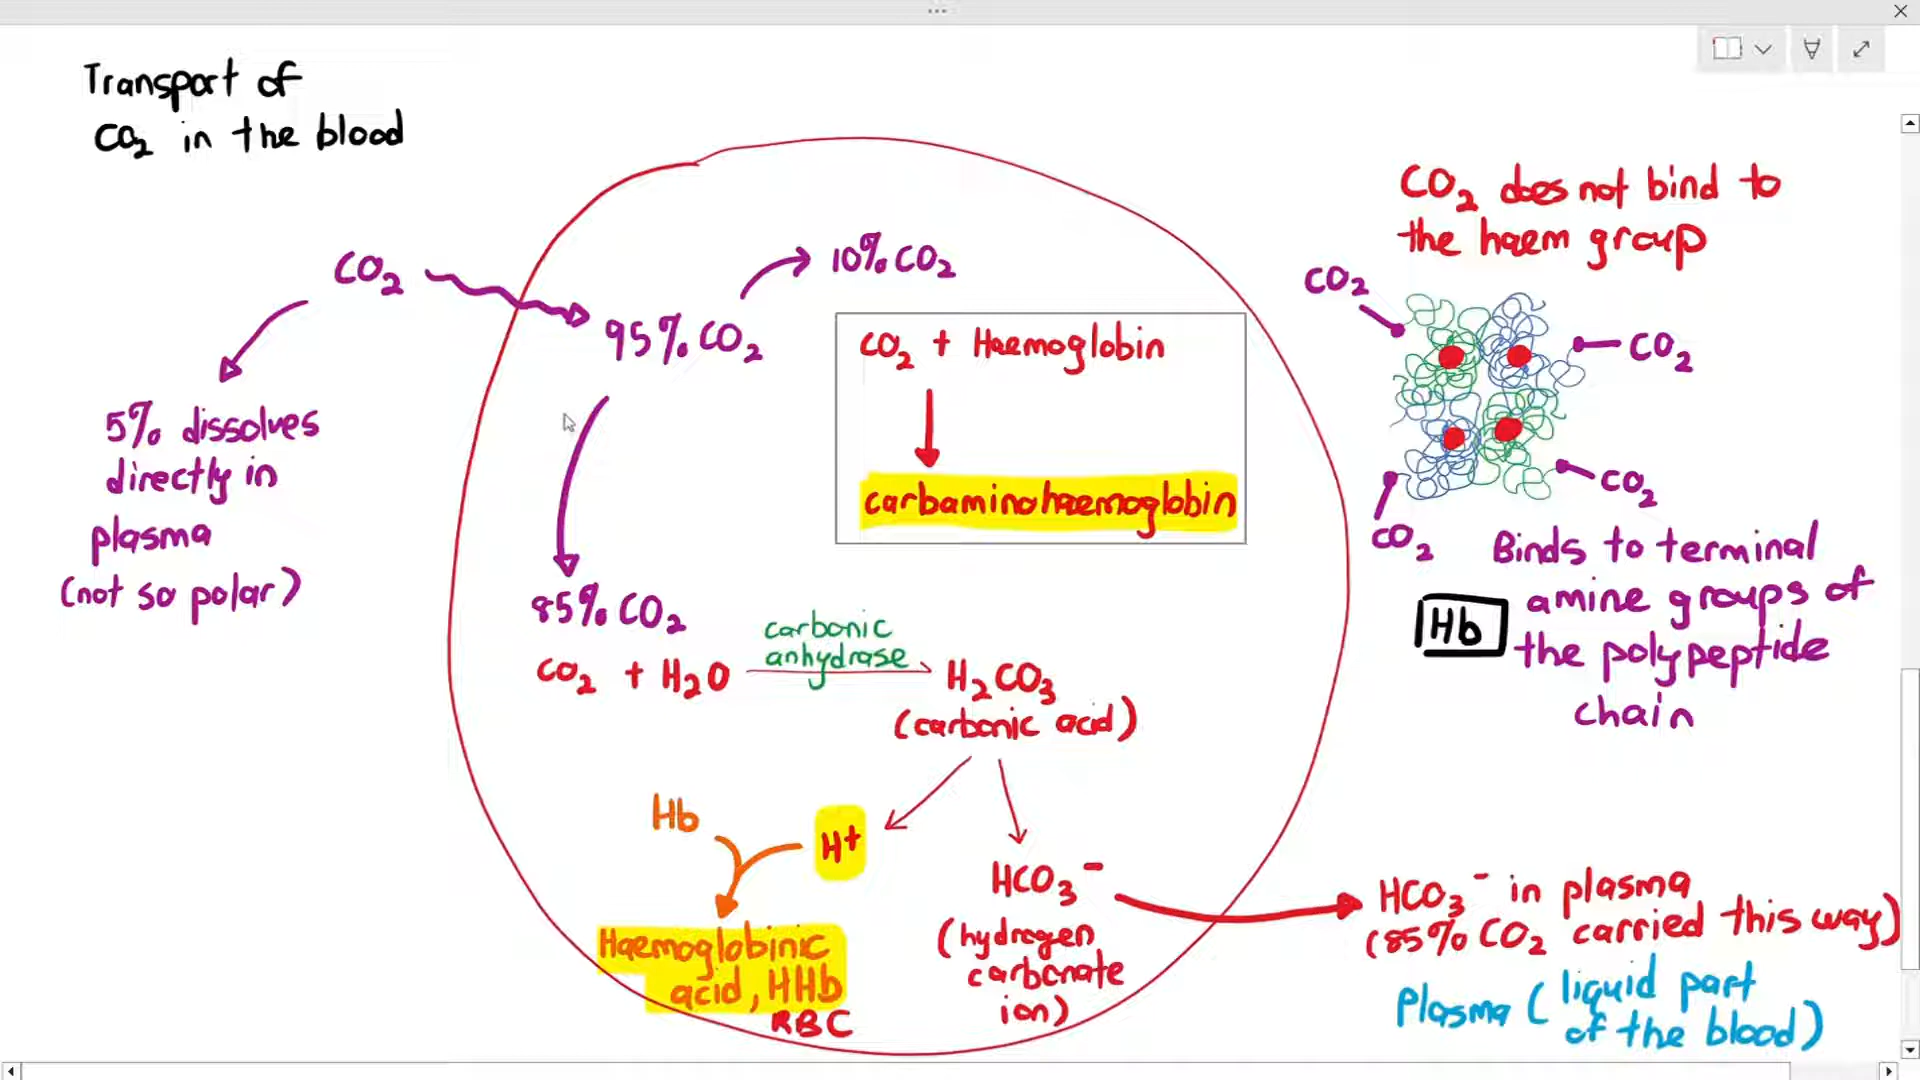 Transport of
CO₂ in the blood
CO₂
5% dissolves
directly in
plasma
(not so polar)
95% CO₂
10% CO₂
CO₂ + Haemoglobin
carbaminohaemoglobin
85% CO₂
carbonic
anhydrase
CO₂ + H₂O
H₂CO₃
(carbonic acid)
Hb
H⁺
Haemoglobinic
acid, HHb
RBC
HCO₃⁻
(hydrogen
carbonate
ion)
CO₂ does not bind to
the haem group
CO₂
CO₂
CO₂
CO₂
Binds to terminal
amine groups of
the polypeptide
chain
Hb
HCO₃⁻ in plasma
(85% CO₂ carried this way)
Plasma (liquid part
of the blood)